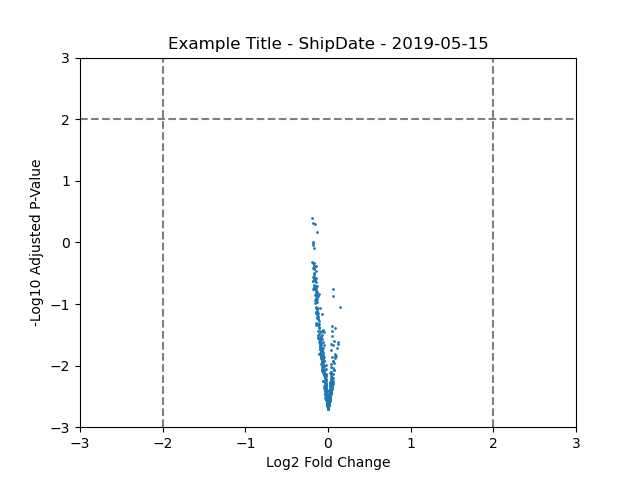 Example Title - ShipDate - 2019-05-15
3
2
1
0
−1
−2
−3
-Log10 Adjusted P-Value
−3 −2 −1 0 1 2 3
Log2 Fold Change